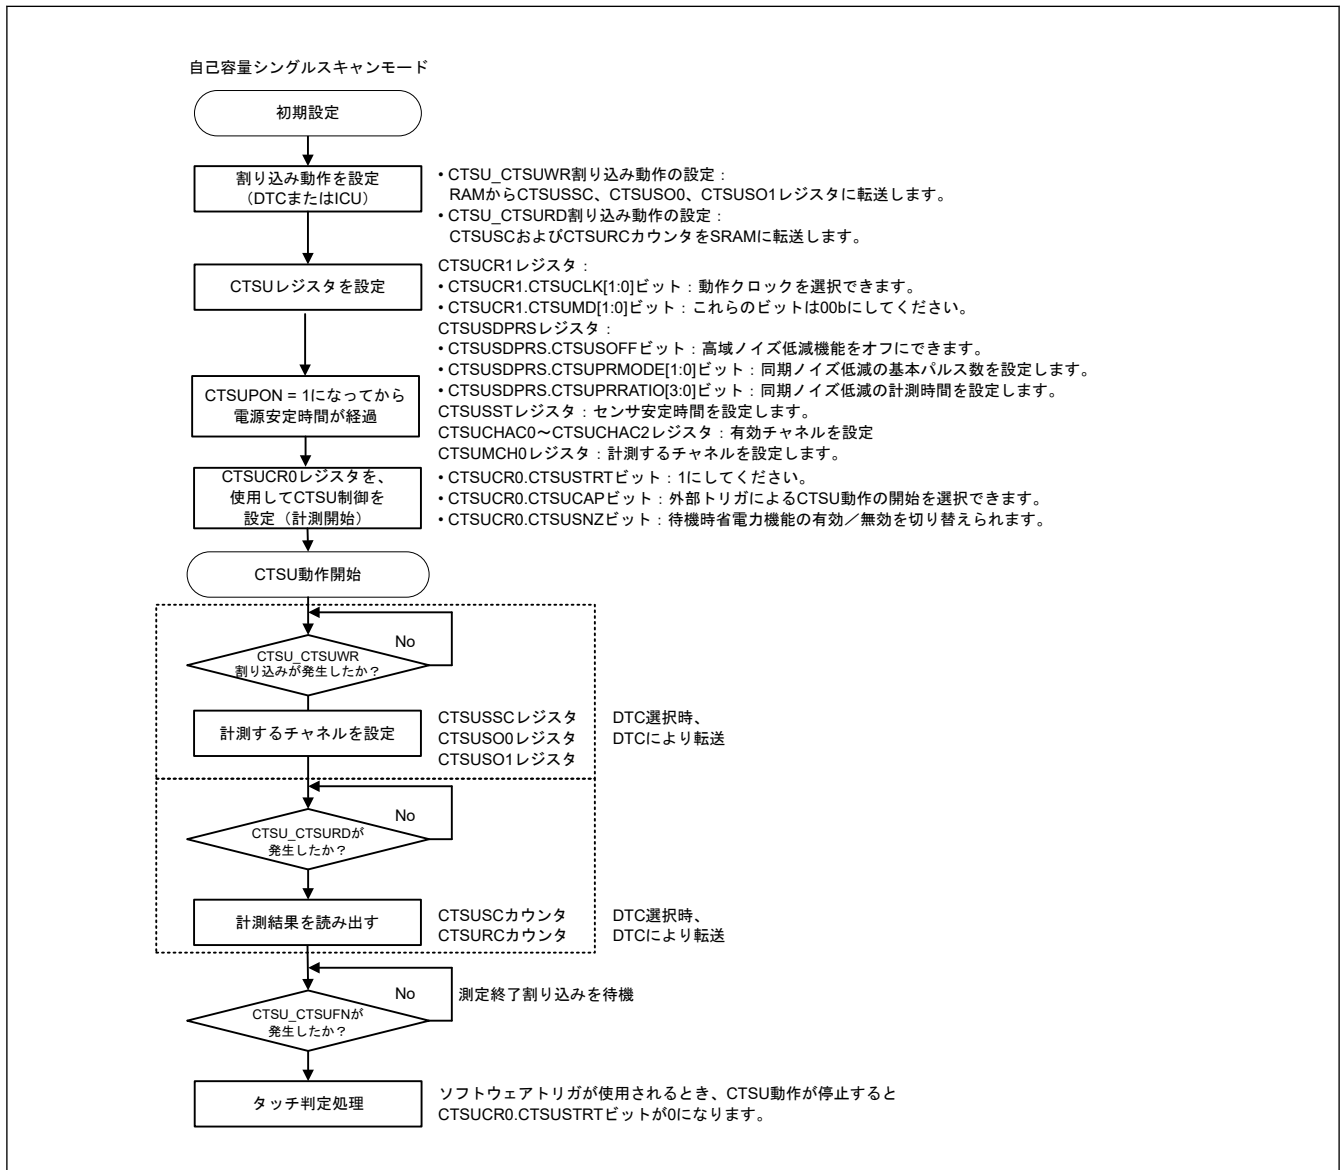 自己容量シングルスキャンモード
初期設定
割り込み動作を設定
（DTCまたはICU）
• CTSU_CTSUWR割り込み動作の設定：
RAMからCTSUSSC、CTSUSO0、CTSUSO1レジスタに転送します。
• CTSU_CTSURD割り込み動作の設定：
CTSUSCおよびCTSURCカウンタをSRAMに転送します。
CTSUレジスタを設定
CTSUCR1レジスタ：
• CTSUCR1.CTSUCLK[1:0]ビット：動作クロックを選択できます。
• CTSUCR1.CTSUMD[1:0]ビット：これらのビットは00bにしてください。
CTSUSDPRSレジスタ：
• CTSUSDPRS.CTSUSOFFビット：高域ノイズ低減機能をオフにできます。
• CTSUSDPRS.CTSUPRMODE[1:0]ビット：同期ノイズ低減の基本パルス数を設定します。
• CTSUSDPRS.CTSUPRRATIO[3:0]ビット：同期ノイズ低減の計測時間を設定します。
CTSUSSTレジスタ：センサ安定時間を設定します。
CTSUCHAC0～CTSUCHAC2レジスタ：有効チャネルを設定
CTSUMCH0レジスタ：計測するチャネルを設定します。
CTSUPON = 1になってから
電源安定時間が経過
CTSUCR0レジスタを、
使用してCTSU制御を
設定（計測開始）
• CTSUCR0.CTSUSTRTビット：1にしてください。
• CTSUCR0.CTSUCAPビット：外部トリガによるCTSU動作の開始を選択できます。
• CTSUCR0.CTSUSNZビット：待機時省電力機能の有効／無効を切り替えられます。
CTSU動作開始
No
CTSU_CTSUWR
割り込みが発生したか？
計測するチャネルを設定
CTSUSSCレジスタ
CTSUSO0レジスタ
CTSUSO1レジスタ
DTC選択時、
DTCにより転送
No
CTSU_CTSURDが
発生したか？
計測結果を読み出す
CTSUSCカウンタ
CTSURCカウンタ
DTC選択時、
DTCにより転送
No
測定終了割り込みを待機
CTSU_CTSUFNが
発生したか？
タッチ判定処理
ソフトウェアトリガが使用されるとき、CTSU動作が停止すると
CTSUCR0.CTSUSTRTビットが0になります。